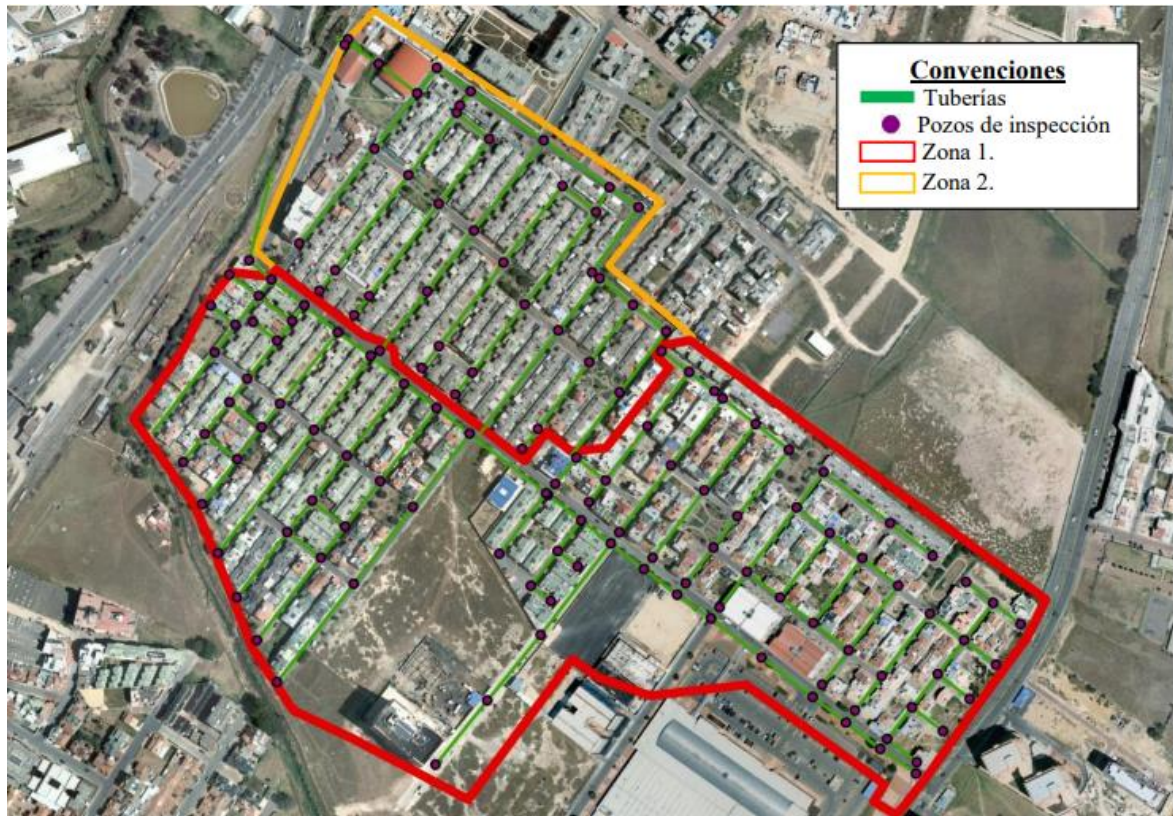 Convenciones
Tuberías
Pozos de inspección
Zona 1.
Zona 2.